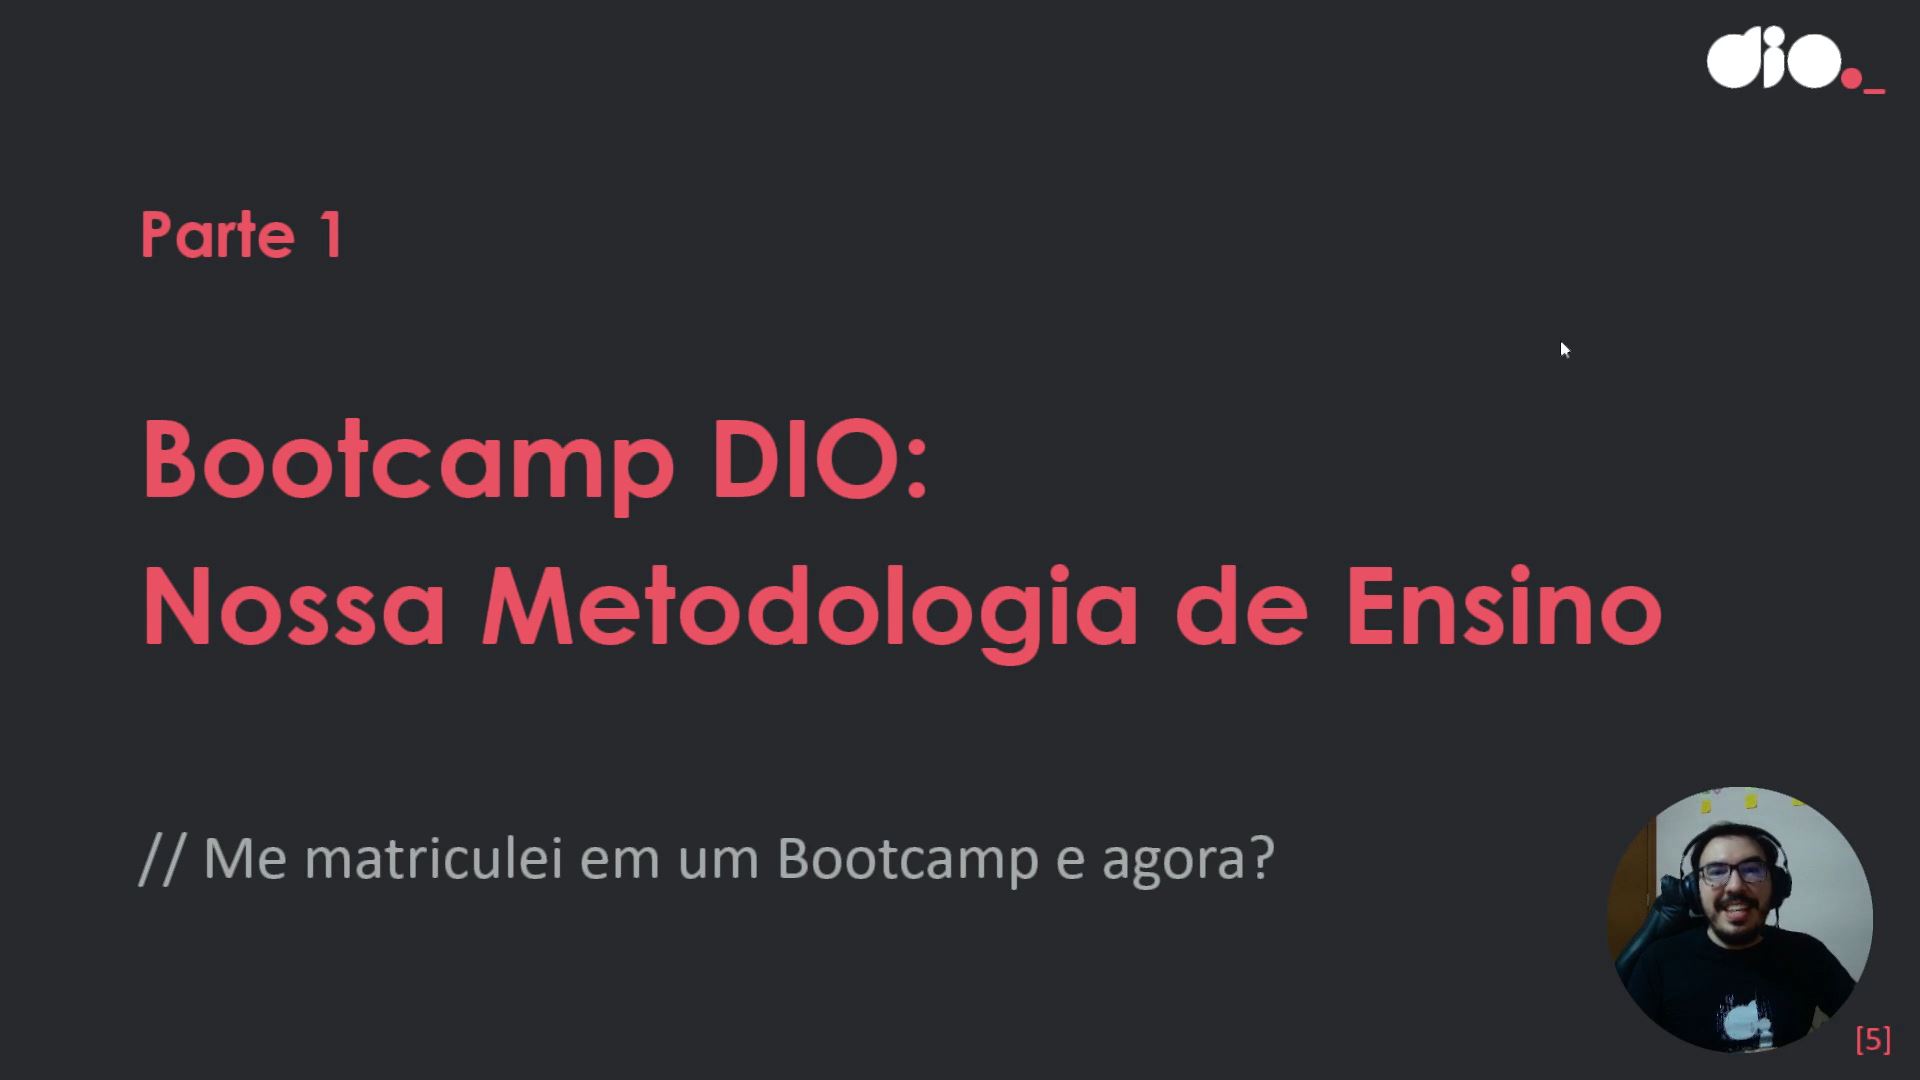 dio._
Parte 1
Bootcamp DIO:
Nossa Metodologia de Ensino
// Me matriculei em um Bootcamp e agora?
[5]